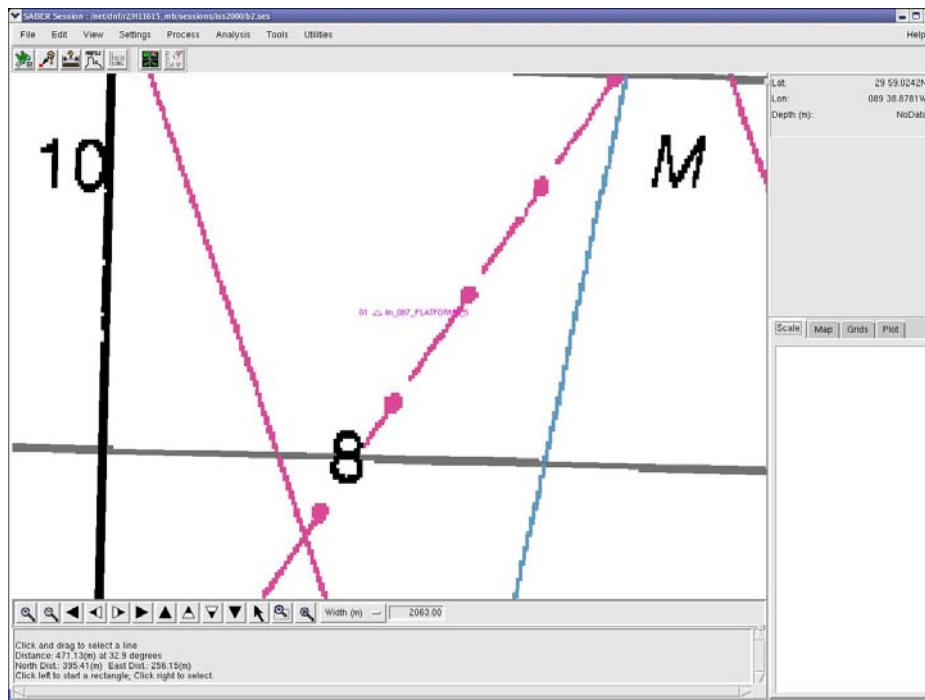 SABER Session : /net/dnf/r2/H11615_mb/sessions/iss2000/b2.ses
File Edit View Settings Process Analysis Tools Utilities Help
Lat: 29 59.0242N
Lon: 089 38.8781W
Depth (m): NoData
10
M
01
8
Scale Map Grids Plot
Width (m) 2063.00
Click and drag to select a line
Distance: 471.13(m) at 32.9 degrees
North Dist.: 395.41(m) East Dist.: 256.15(m)
Click left to start a rectangle; Click right to select.